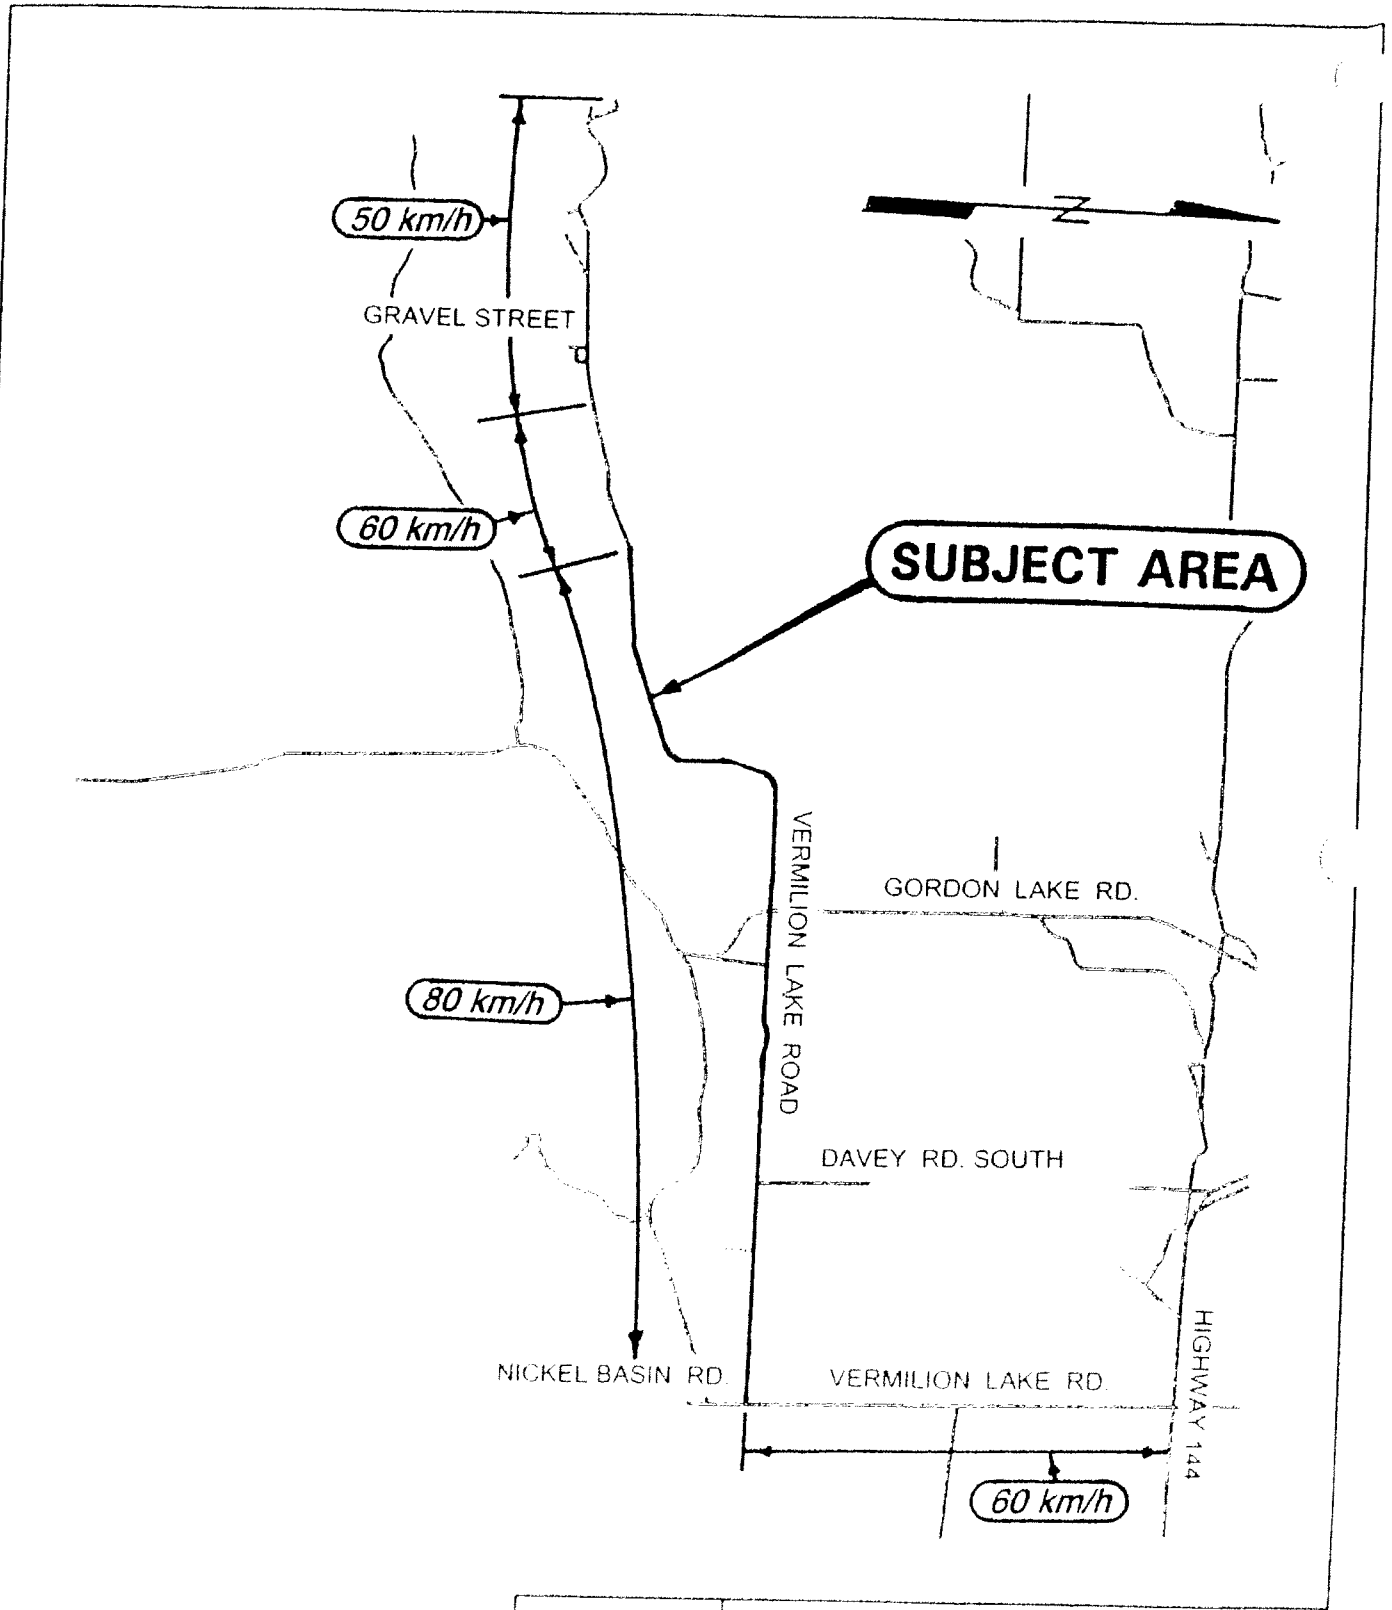 50 km/h
N
GRAVEL STREET
60 km/h
SUBJECT AREA
VERMILION LAKE ROAD
GORDON LAKE RD.
80 km/h
DAVEY RD. SOUTH
NICKEL BASIN RD.
VERMILION LAKE RD.
HIGHWAY 144
60 km/h